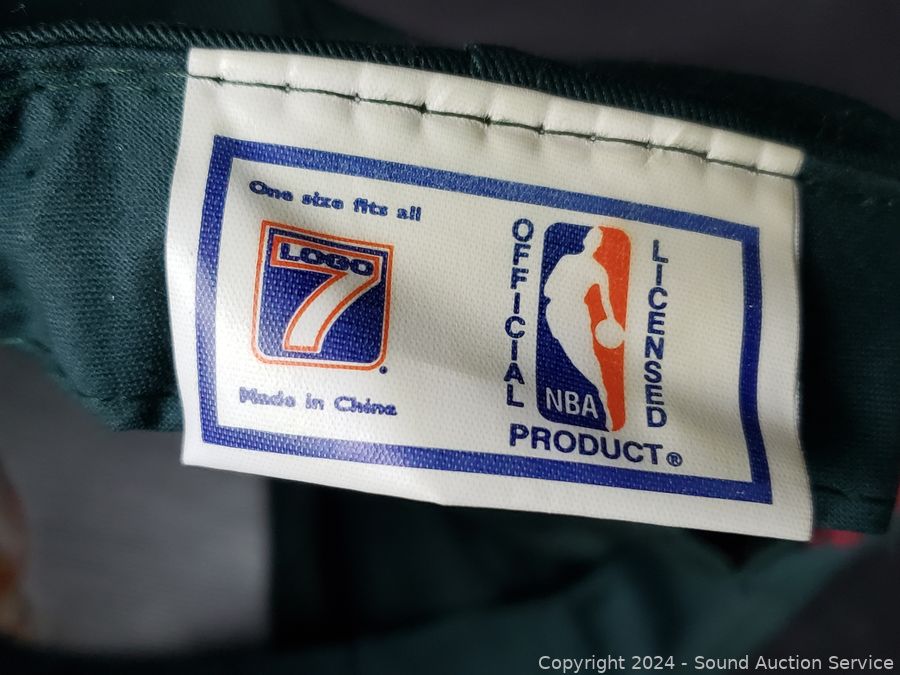 One size fits all
LOGO
7
Made in China
OFFICIAL
LICENSED
NBA
PRODUCT®
Copyright 2024 - Sound Auction Service